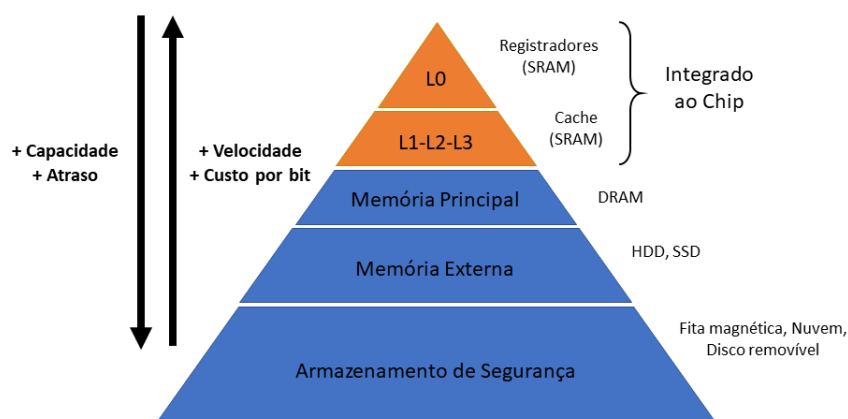 Registradores
(SRAM)
Integrado
ao Chip
L0
Cache
(SRAM)
L1-L2-L3
+ Capacidade
+ Atraso
+ Velocidade
+ Custo por bit
Memória Principal
DRAM
HDD, SSD
Memória Externa
Fita magnética, Nuvem,
Disco removível
Armazenamento de Segurança